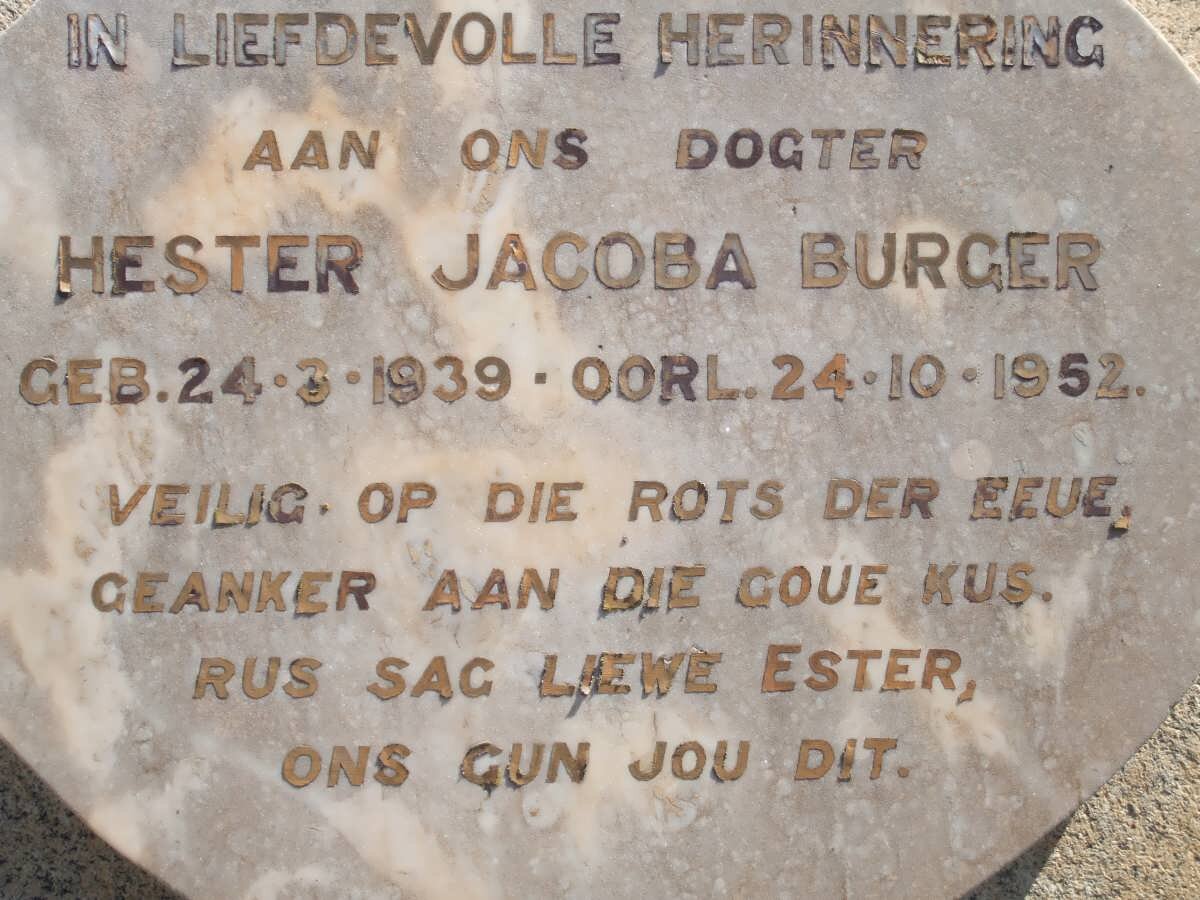 IN LIEFDEVOLLE HERINNERING
AAN ONS DOGTER
HESTER JACOBA BURGER
GEB. 24·3·1939·OORL. 24·10·1952.
VEILIG· OP DIE ROTS DER EEUE,
GEANKER AAN DIE GOUE KUS.
RUS SAG LIEWE ESTER,
ONS GUN JOU DIT.